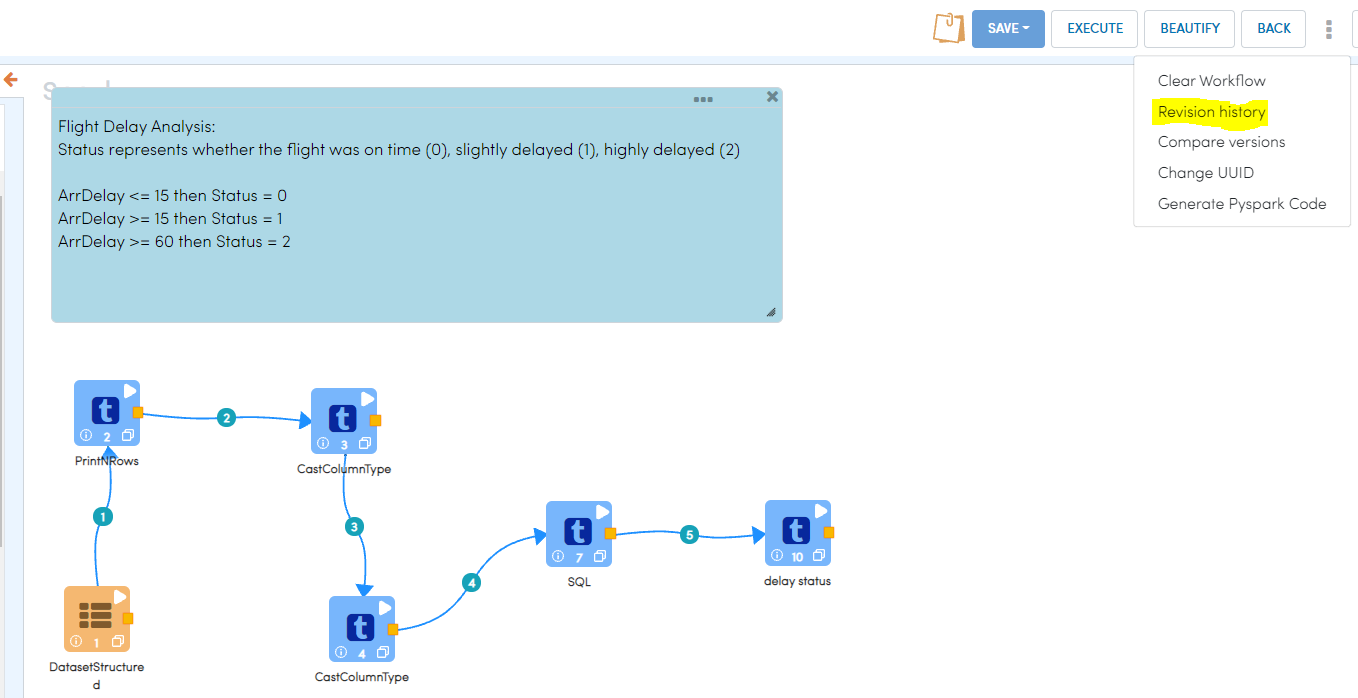 SAVE
EXECUTE
BEAUTIFY
BACK
Clear Workflow
Revision history
Compare versions
Change UUID
Generate Pyspark Code
Flight Delay Analysis:
Status represents whether the flight was on time (0), slightly delayed (1), highly delayed (2)
ArrDelay <= 15 then Status = 0
ArrDelay >= 15 then Status = 1
ArrDelay >= 60 then Status = 2
t
2
PrintNRows
2
t
3
CastColumnType
1
3
t
7
SQL
5
t
10
delay status
4
1
DatasetStructure
d
t
4
CastColumnType